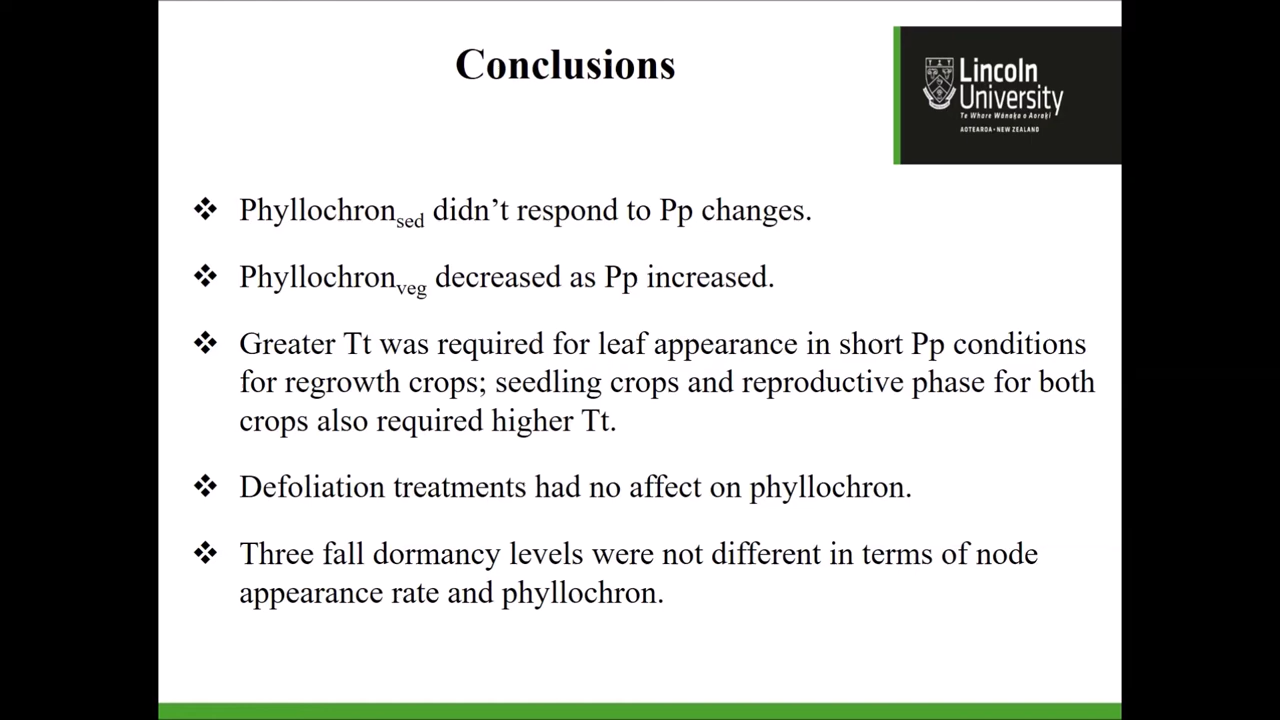 Conclusions
Lincoln
University
Te Whare Wānaka o Aoraki
AOTEAROA • NEW ZEALAND
❖ Phyllochronsed didn’t respond to Pp changes.
❖ Phyllochronveg decreased as Pp increased.
❖ Greater Tt was required for leaf appearance in short Pp conditions
for regrowth crops; seedling crops and reproductive phase for both
crops also required higher Tt.
❖ Defoliation treatments had no affect on phyllochron.
❖ Three fall dormancy levels were not different in terms of node
appearance rate and phyllochron.